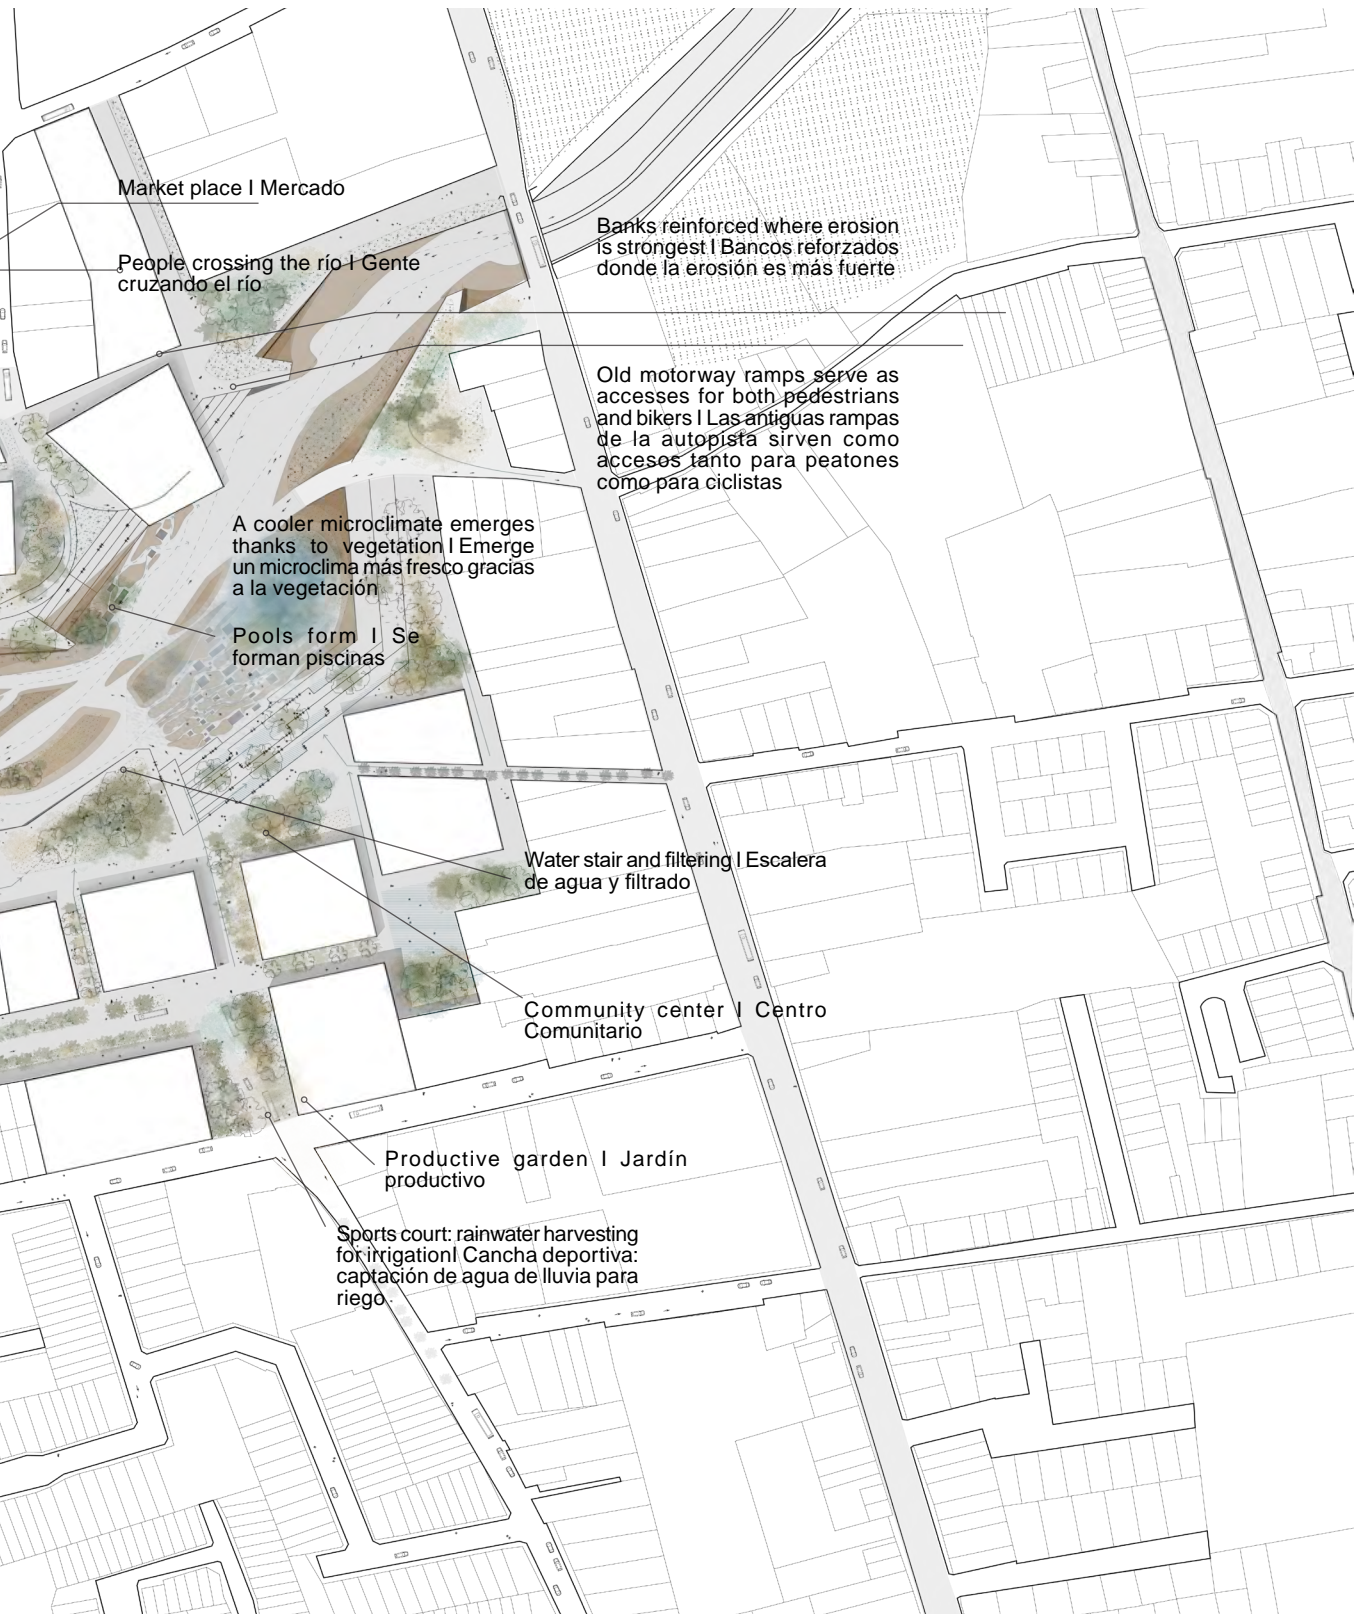 Market place I Mercado
People crossing the río I Gente
cruzando el río
Banks reinforced where erosion
is strongest I Bancos reforzados
donde la erosión es más fuerte
Old motorway ramps serve as
accesses for both pedestrians
and bikers I Las antiguas rampas
de la autopista sirven como
accesos tanto para peatones
como para ciclistas
A cooler microclimate emerges
thanks to vegetation I Emerge
un microclima más fresco gracias
a la vegetación
Pools form I Se
forman piscinas
Water stair and filtering I Escalera
de agua y filtrado
Community center I Centro
Comunitario
Productive garden I Jardín
productivo
Sports court: rainwater harvesting
for irrigationI Cancha deportiva:
captación de agua de lluvia para
riego